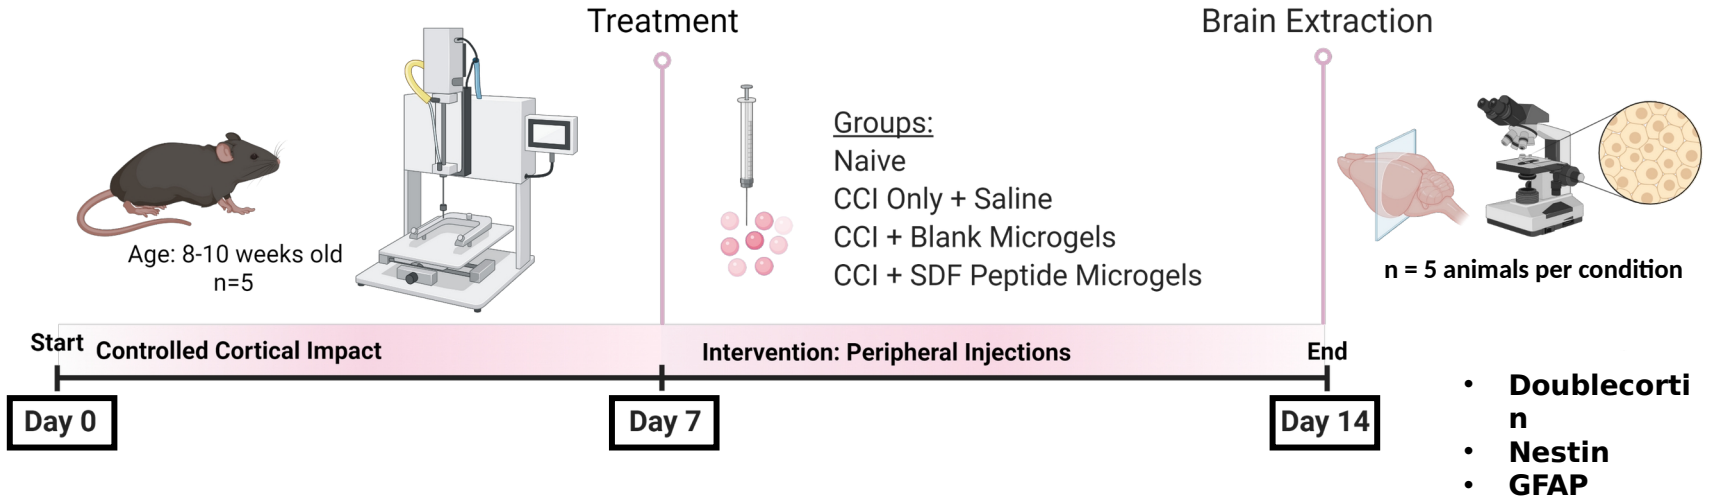 Treatment
Brain Extraction
Age: 8-10 weeks old
n=5
Groups:
Naive
CCI Only + Saline
CCI + Blank Microgels
CCI + SDF Peptide Microgels
n = 5 animals per condition
Start
Controlled Cortical Impact
Intervention: Peripheral Injections
End
Day 0
Day 7
Day 14
• Doublecorti
n
• Nestin
• GFAP